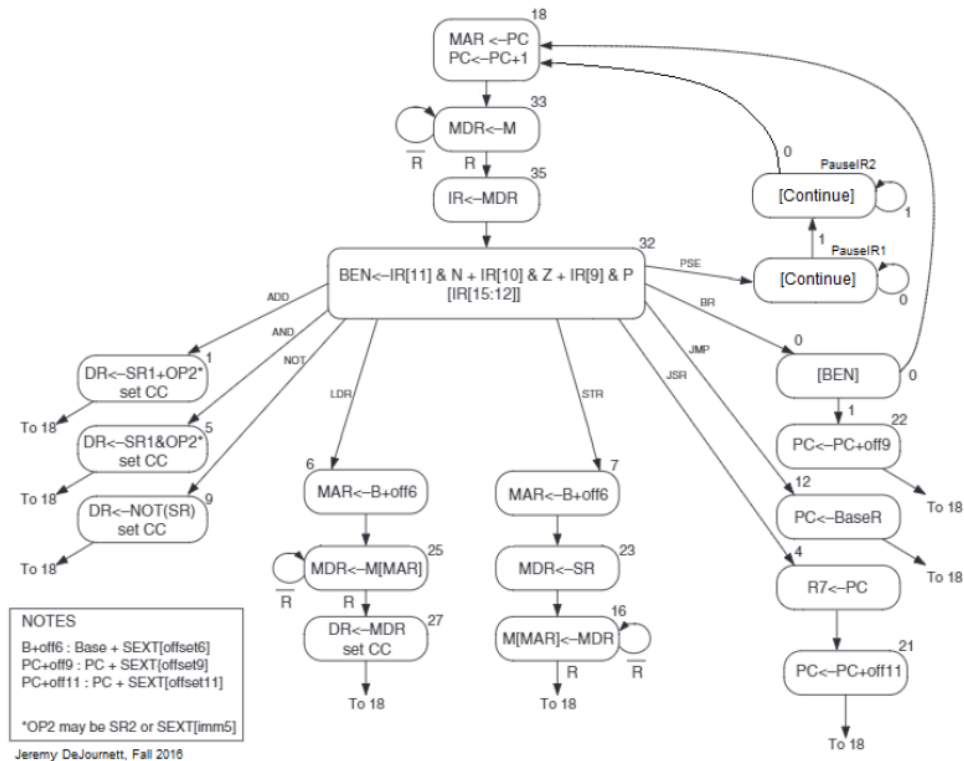 18
MAR <–PC
PC<–PC+1
33
MDR<–M
R
R
35
IR<–MDR
32
BEN<–IR[11] & N + IR[10] & Z + IR[9] & P
[IR[15:12]]
0
PauseIR2
[Continue]
1
1
PauseIR1
[Continue]
0
PSE
BR
JMP
JSR
ADD
AND
NOT
LDR
STR
1
DR<–SR1+OP2*
set CC
To 18
5
DR<–SR1&OP2*
set CC
To 18
9
DR<–NOT(SR)
set CC
To 18
6
MAR<–B+off6
25
MDR<–M[MAR]
R
R
27
DR<–MDR
set CC
To 18
7
MAR<–B+off6
23
MDR<–SR
16
M[MAR]<–MDR
R
R
To 18
0
[BEN]
0
1
22
PC<–PC+off9
To 18
12
PC<–BaseR
To 18
4
R7<–PC
21
PC<–PC+off11
To 18
NOTES
B+off6 : Base + SEXT[offset6]
PC+off9 : PC + SEXT{offset9]
PC+off11 : PC + SEXT[offset11]
*OP2 may be SR2 or SEXT[imm5]
Jeremy DeJournett, Fall 2016